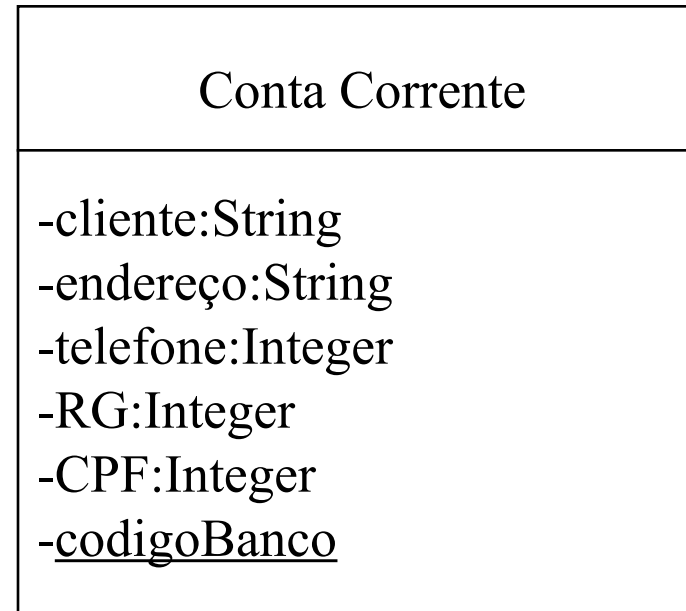 Conta Corrente
-cliente:String
-endereço:String
-telefone:Integer
-RG:Integer
-CPF:Integer
-codigoBanco